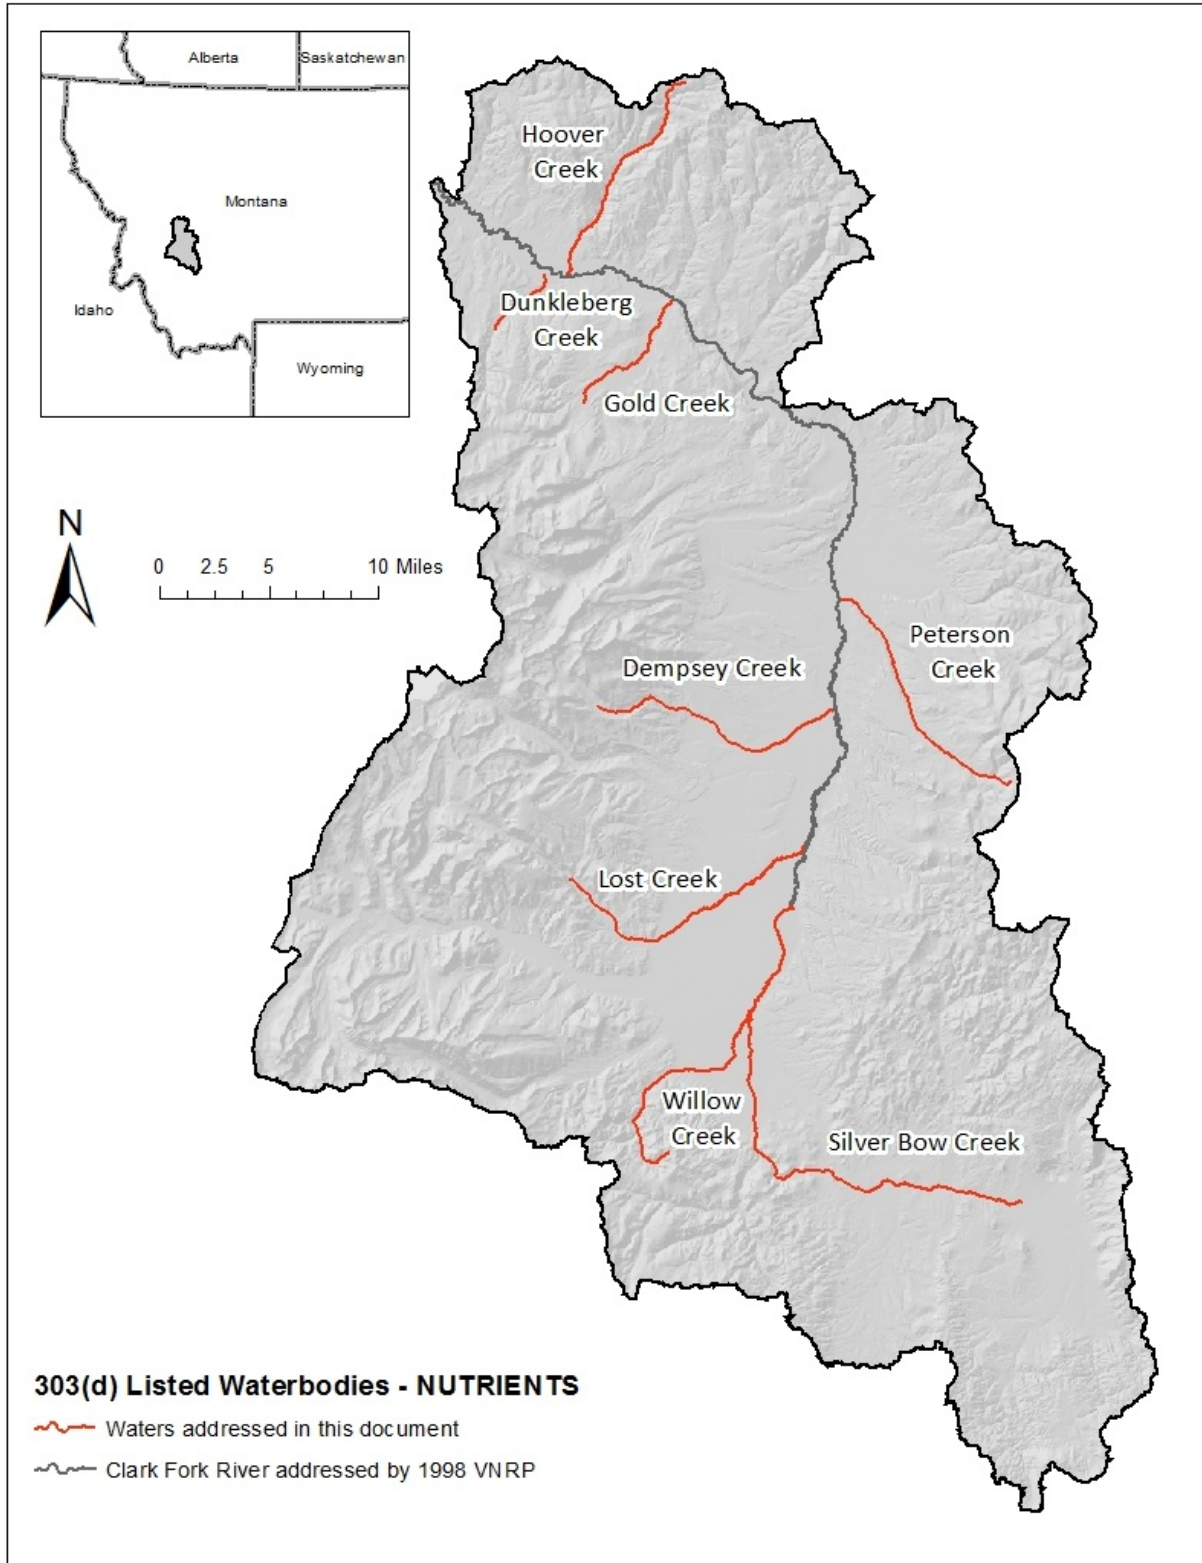 Alberta
Saskatchewan
Montana
Idaho
Wyoming
N
0 2.5 5 10 Miles
Hoover
Creek
Dunkleberg
Creek
Gold Creek
Peterson
Creek
Dempsey Creek
Lost Creek
Willow
Creek
Silver Bow Creek
303(d) Listed Waterbodies - NUTRIENTS
Waters addressed in this document
Clark Fork River addressed by 1998 VNRP